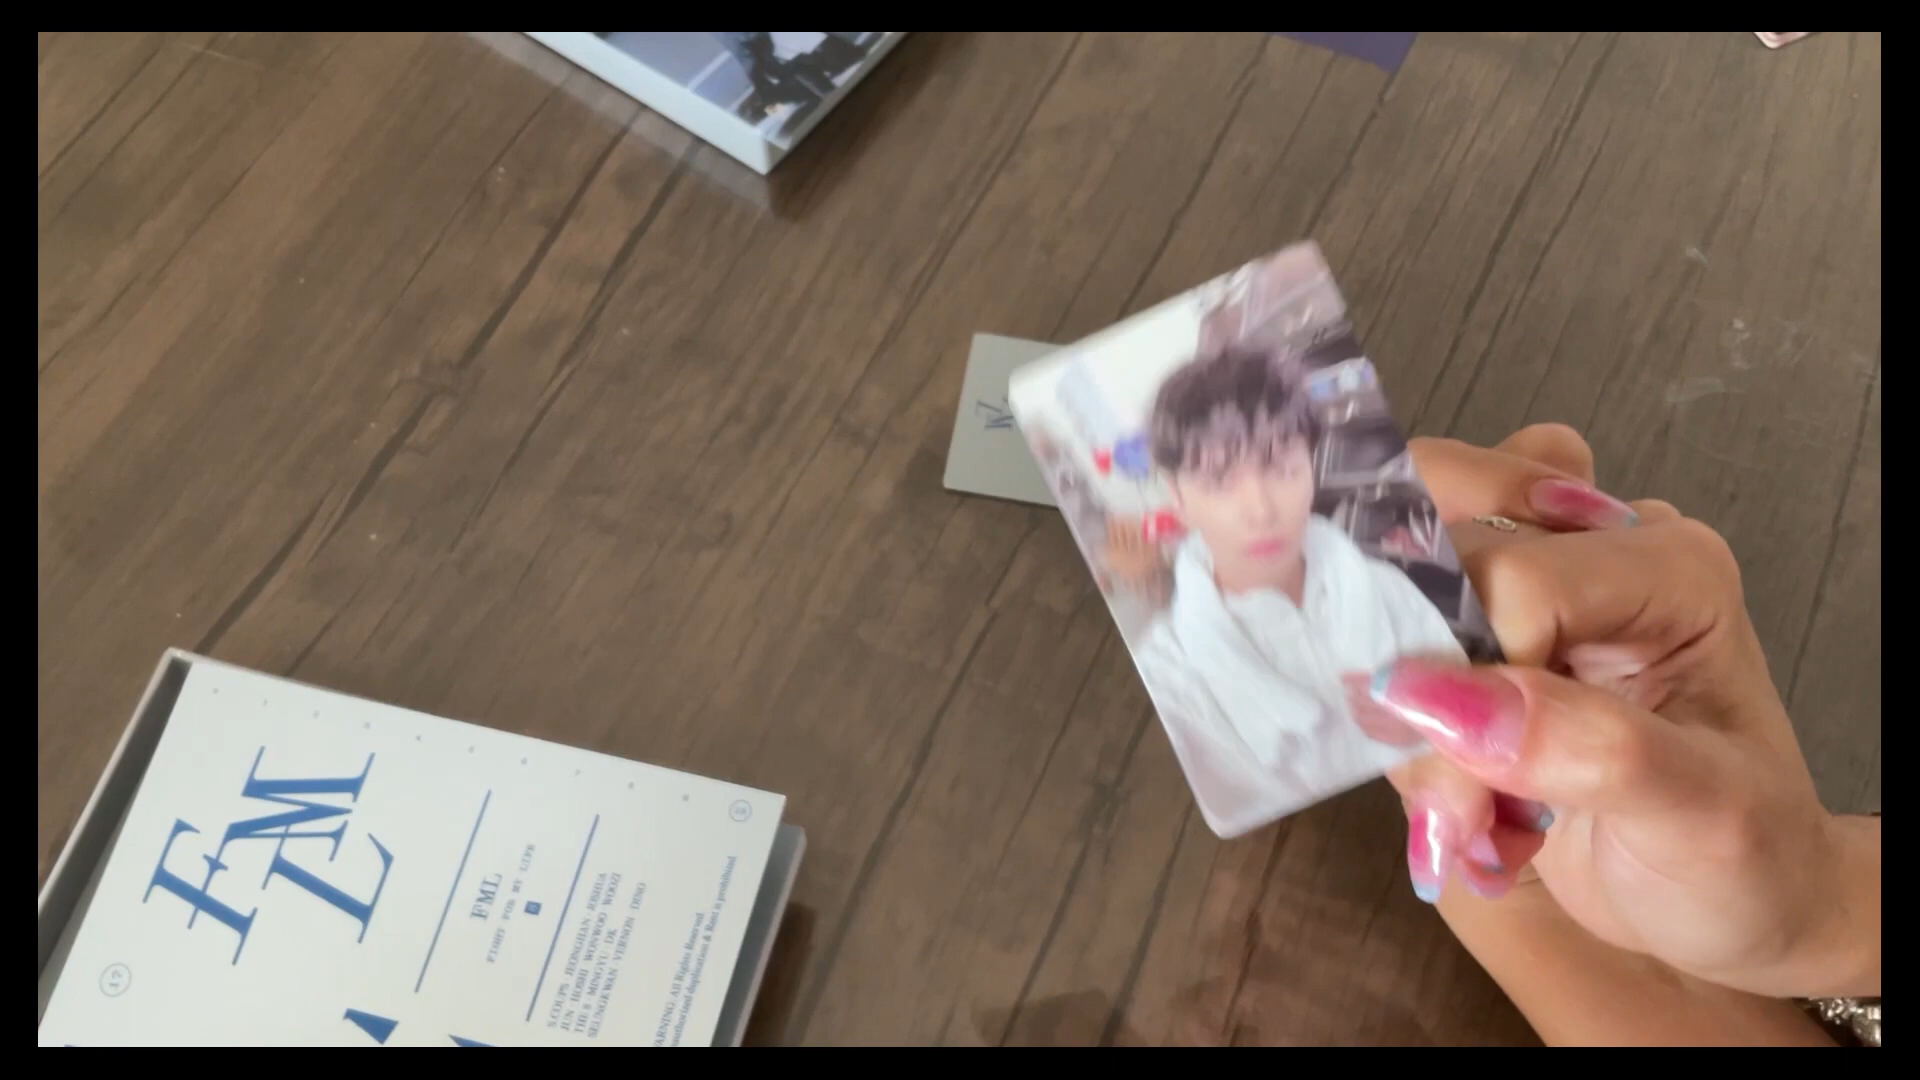 FML
FML
FIGHT FOR MY LIFE
S.COUPS JEONGHAN JOSHUA
JUN HOSHI WONWOO WOOZI
THE 8 MINGYU DK
SEUNGKWAN VERNON DINO
WARNING: All Rights Reserved.
Unauthorized duplication & Rent is prohibited.
17